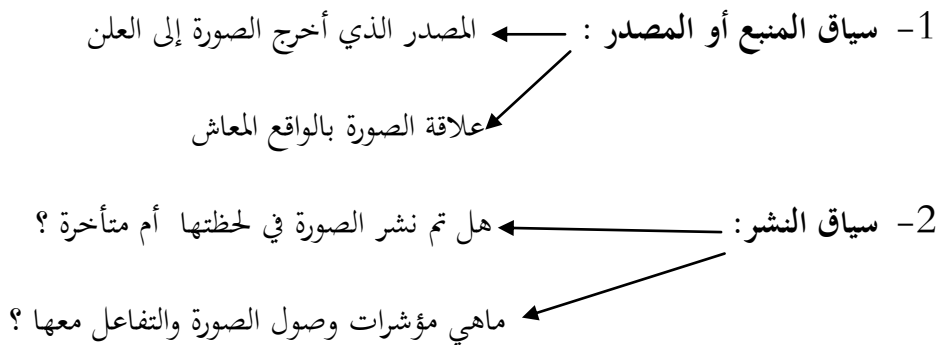 1- سياق المنبع أو المصدر : المصدر الذي أخرج الصورة إلى العلن
علاقة الصورة بالواقع المعاش
2- سياق النشر: هل تم نشر الصورة في لحظتها أم متأخرة ؟
ماهي مؤشرات وصول الصورة والتفاعل معها ؟